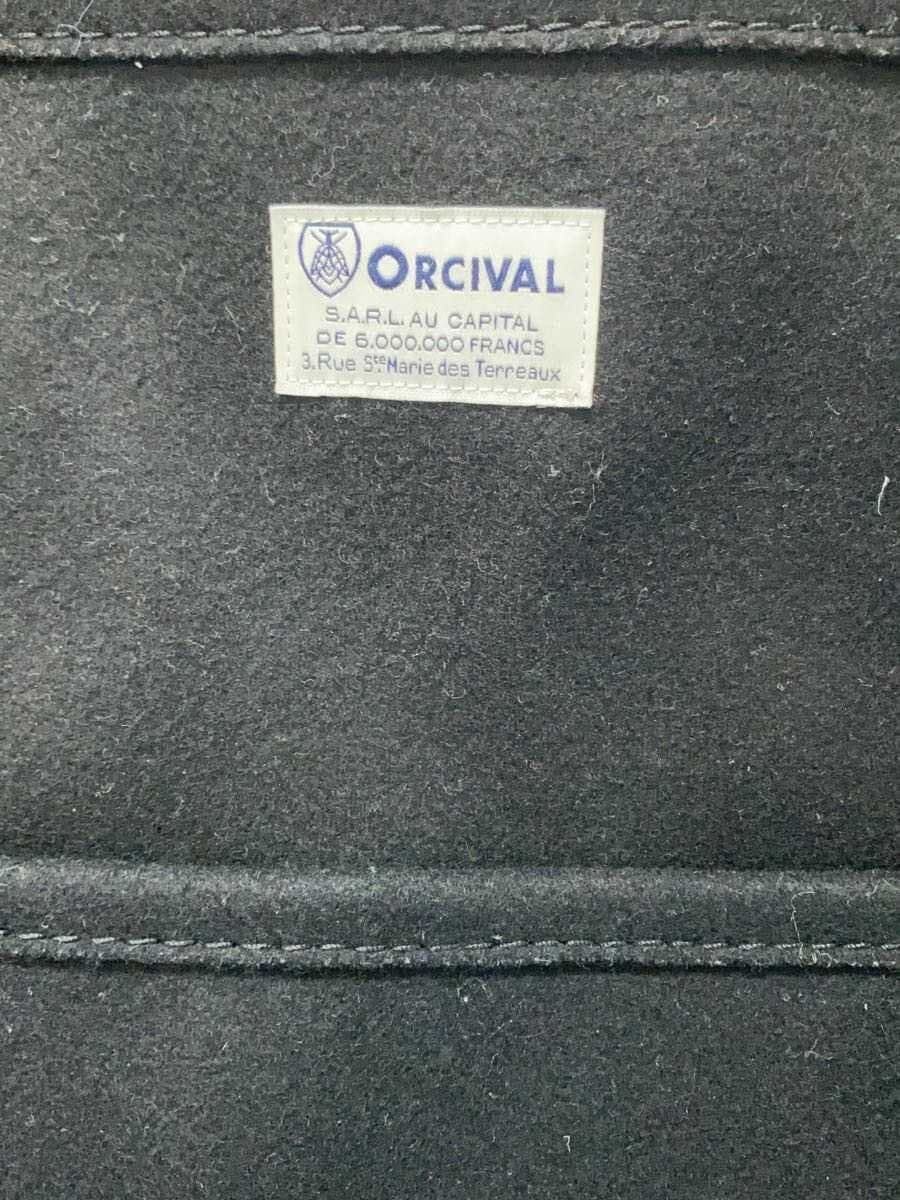 ORCIVAL
S.A.R.L. AU CAPITAL
DE 6.000.000 FRANCS
3.Rue Ste.Marie des Terreaux